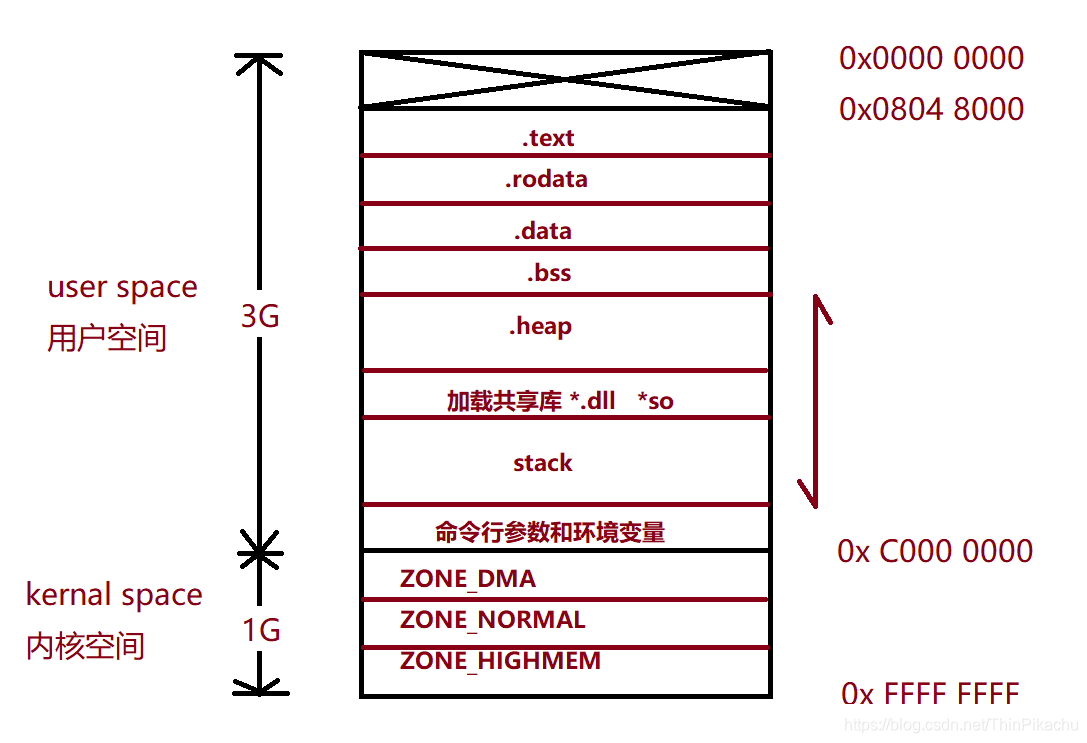 0x0000 0000
0x0804 8000
.text
.rodata
.data
.bss
user space
用户空间
3G
.heap
加载共享库 *.dll *so
stack
命令行参数和环境变量
0x C000 0000
kernal space
内核空间
1G
ZONE_DMA
ZONE_NORMAL
ZONE_HIGHMEM
0x FFFF FFFF
https://blog.csdn.net/ThinPikachu